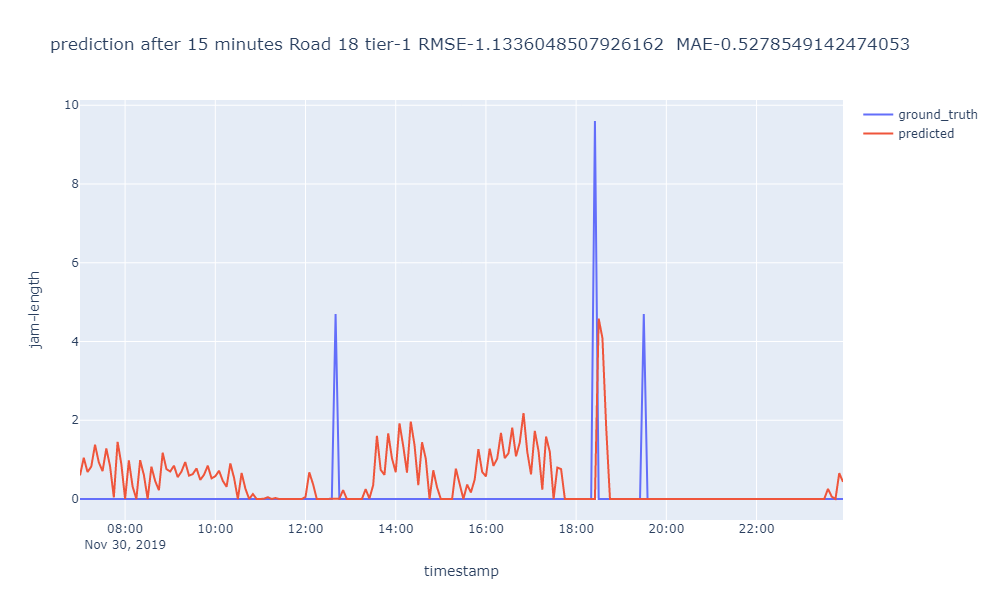 prediction after 15 minutes Road 18 tier-1 RMSE-1.1336048507926162  MAE-0.5278549142474053
ground_truth
predicted
10
8
6
4
2
0
jam-length
08:00 10:00 12:00 14:00 16:00 18:00 20:00 22:00
Nov 30, 2019
timestamp